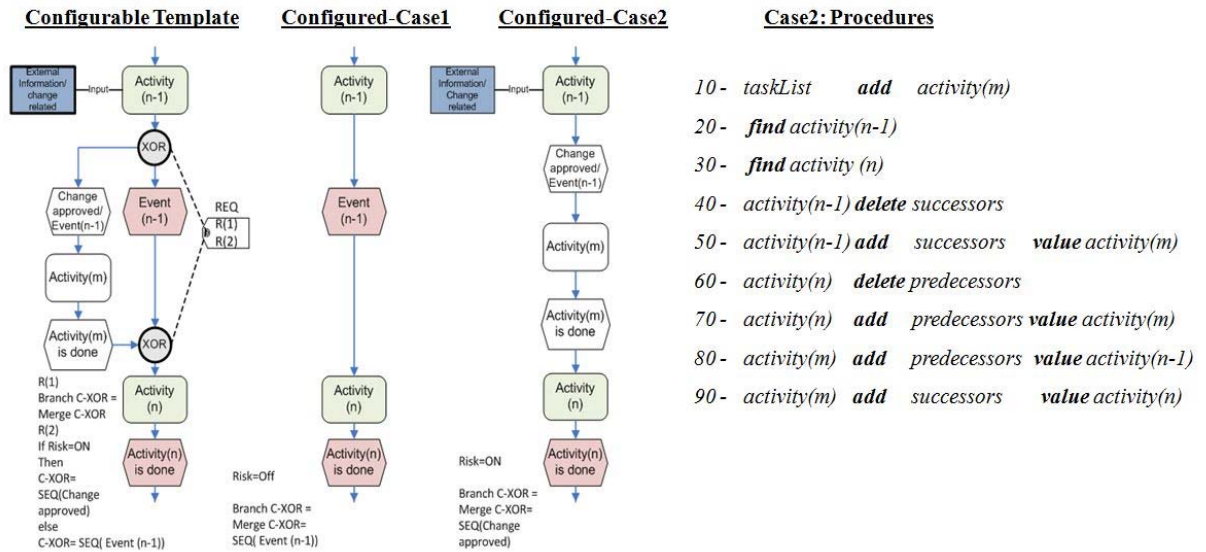 Configurable Template
Configured-Case1
Configured-Case2
Case2: Procedures
External
Information/
change
related
Input
Activity
(n-1)
XOR
Change
approved/
Event(n-1)
Event
(n-1)
REQ
R(1)
R(2)
Activity(m)
Activity(m)
is done
XOR
R(1)
Branch C-XOR =
Merge C-XOR
R(2)
If Risk=ON
Then
C-XOR=
SEQ(Change
approved)
else
C-XOR= SEQ( Event (n-1))
Activity
(n)
Activity(n)
is done
Activity
(n-1)
Event
(n-1)
Activity
(n)
Activity(n)
is done
Risk=Off
Branch C-XOR =
Merge C-XOR=
SEQ( Event (n-1))
External
Information/
Change
related
Input
Activity
(n-1)
Change
approved/
Event(n-1)
Activity(m)
Activity(m)
is done
Activity
(n)
Activity(n)
is done
Risk=ON
Branch C-XOR =
Merge C-XOR=
SEQ(Change
approved)
10 - taskList add activity(m)
20 - find activity(n-1)
30 - find activity (n)
40 - activity(n-1) delete successors
50 - activity(n-1) add successors value activity(m)
60 - activity(n) delete predecessors
70 - activity(n) add predecessors value activity(m)
80 - activity(m) add predecessors value activity(n-1)
90 - activity(m) add successors value activity(n)